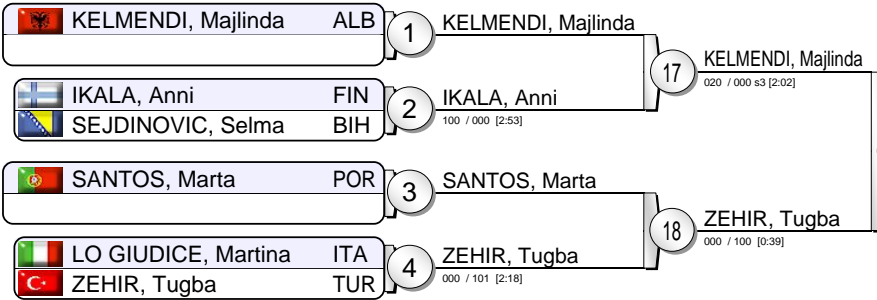 KELMENDI, Majlinda ALB
1
KELMENDI, Majlinda
17
KELMENDI, Majlinda
020 / 000 s3 [2:02]
IKALA, Anni FIN
SEJDINOVIC, Selma BIH
2
IKALA, Anni
100 / 000 [2:53]
SANTOS, Marta POR
3
SANTOS, Marta
18
ZEHIR, Tugba
000 / 100 [0:39]
LO GIUDICE, Martina ITA
ZEHIR, Tugba TUR
4
ZEHIR, Tugba
000 / 101 [2:18]